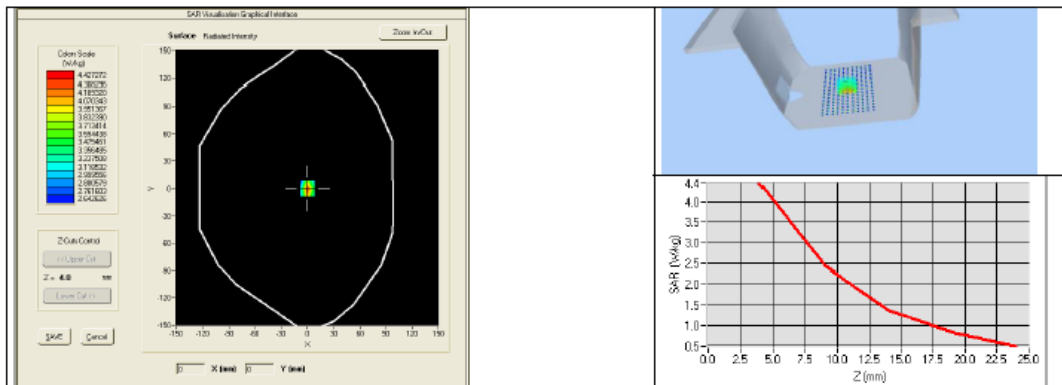 SAR Visualisation Graphical Interface
Surface Radiated Intensity
Zoom In/Out
Colors Scale
(W/kg)
4.427272
4.308296
4.189320
4.070343
3.951367
3.832390
3.713414
3.594438
3.475461
3.356485
3.237508
3.118532
2.999556
2.880579
2.761603
2.642626
Z Cuts Control
Upper Cut
Z = 4.0 mm
Lower Cut
SAVE Cancel
150
120
90
60
30
0
-30
-60
-90
-120
-150
Y
-150 -120 -90 -60 -30 0 30 60 90 120 150
X
0 X (mm) 0 Y (mm)
4.4
4.0
3.5
3.0
2.5
2.0
1.5
1.0
0.5
SAR (W/kg)
0.0 2.5 5.0 7.5 10.0 12.5 15.0 17.5 20.0 22.5 25.0
Z (mm)